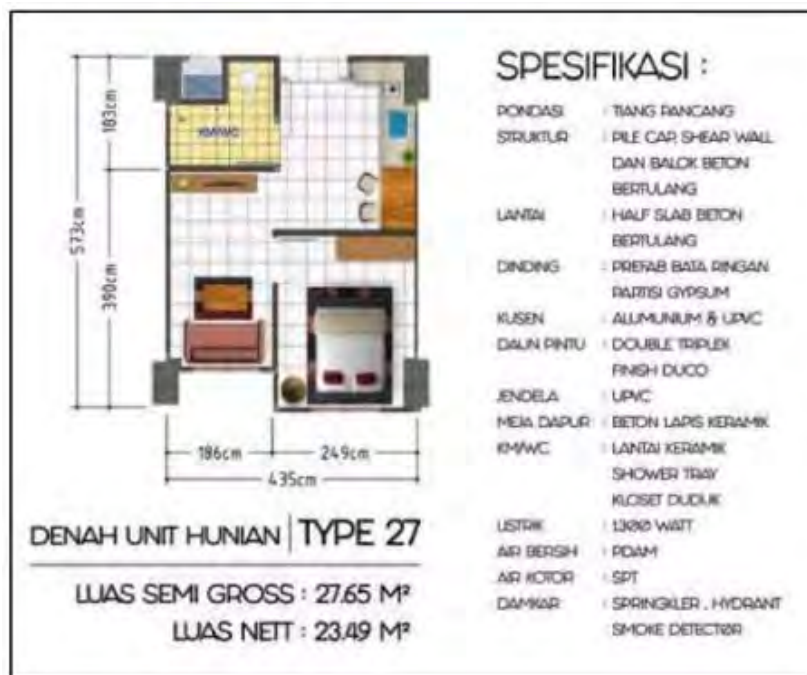 183cm
KM/WC
573cm
390cm
186cm
249cm
435cm
DENAH UNIT HUNIAN | TYPE 27
LUAS SEMI GROSS : 27.65 M²
LUAS NETT : 23.49 M²
SPESIFIKASI :
PONDASI : TIANG PANCANG
STRUKTUR : PILE CAP, SHEAR WALL
DAN BALOK BETON
BERTULANG
LANTAI : HALF SLAB BETON
BERTULANG
DINDING : PREFAB BATA RINGAN
PARTISI GYPSUM
KUSEN : ALUMUNIUM & UPVC
DAUN PINTU : DOUBLE TRIPLEK
FINISH DUCO
JENDELA : UPVC
MEJA DAPUR : BETON LAPIS KERAMIK
KM/WC : LANTAI KERAMIK
SHOWER TRAY
KLOSET DUDUK
LISTRIK : 1300 WATT
AIR BERSIH : PDAM
AIR KOTOR : SPT
DAMKAR : SPRINGKLER , HYDRANT
SMOKE DETECTOR